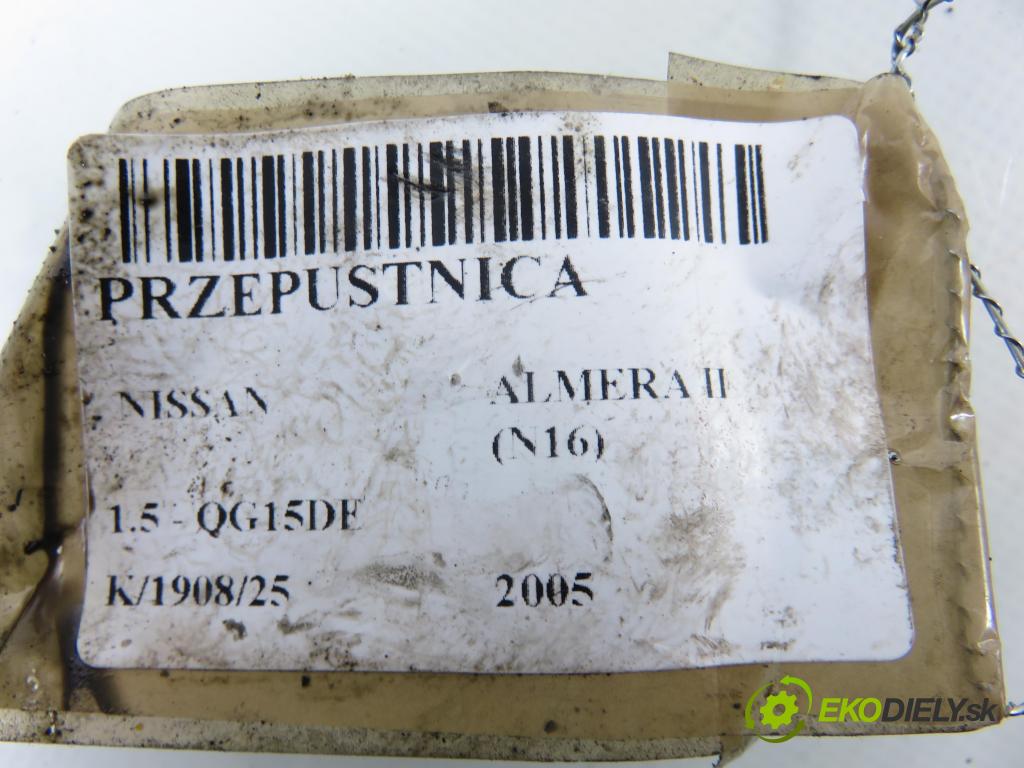 PRZEPUSTNICA
NISSAN ALMERA II
(N16)
1.5 - QG15DE
K/1908/25 2005
EKODIELY.sk